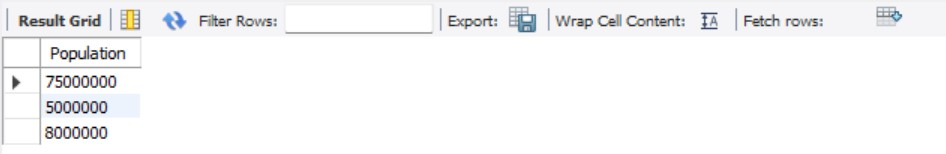 Result Grid Filter Rows: Export: Wrap Cell Content: Fetch rows:
Population
75000000
5000000
8000000